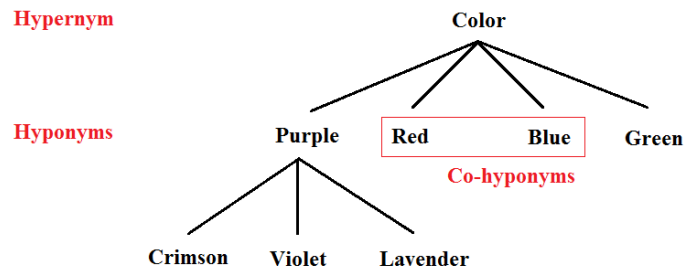 Hypernym Color
Hyponyms Purple Red Blue Green
Co-hyponyms
Crimson Violet Lavender